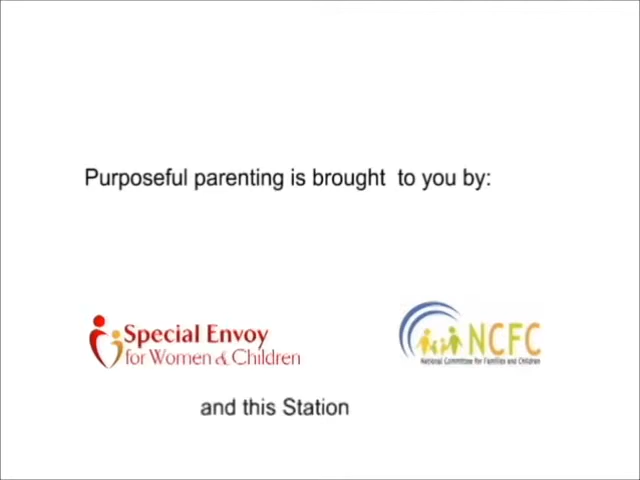 Purposeful parenting is brought to you by:
Special Envoy
for Women & Children
NCFC
National Committee for Families and Children
and this Station